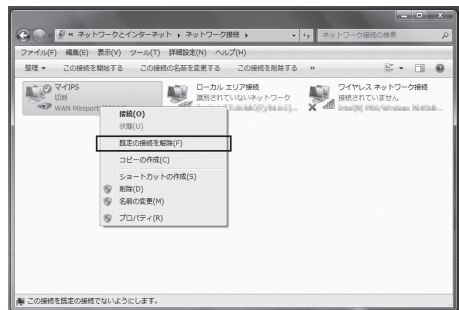 « ネットワークとインターネット ▸ ネットワーク接続 ▸
ネットワーク接続の検索
ファイル(F) 編集(E) 表示(V) ツール(T) 詳細設定(N) ヘルプ(H)
整理 ▼ この接続を開始する この接続の名前を変更する この接続を削除する »
マイIPS
切断
WAN Miniport
ローカル エリア接続
識別されていないネットワーク
ワイヤレス ネットワーク接続
接続されていません
接続(O)
状態(U)
既定の接続を解除(F)
コピーの作成(C)
ショートカットの作成(S)
削除(D)
名前の変更(M)
プロパティ(R)
この接続を既定の接続でないようにします。